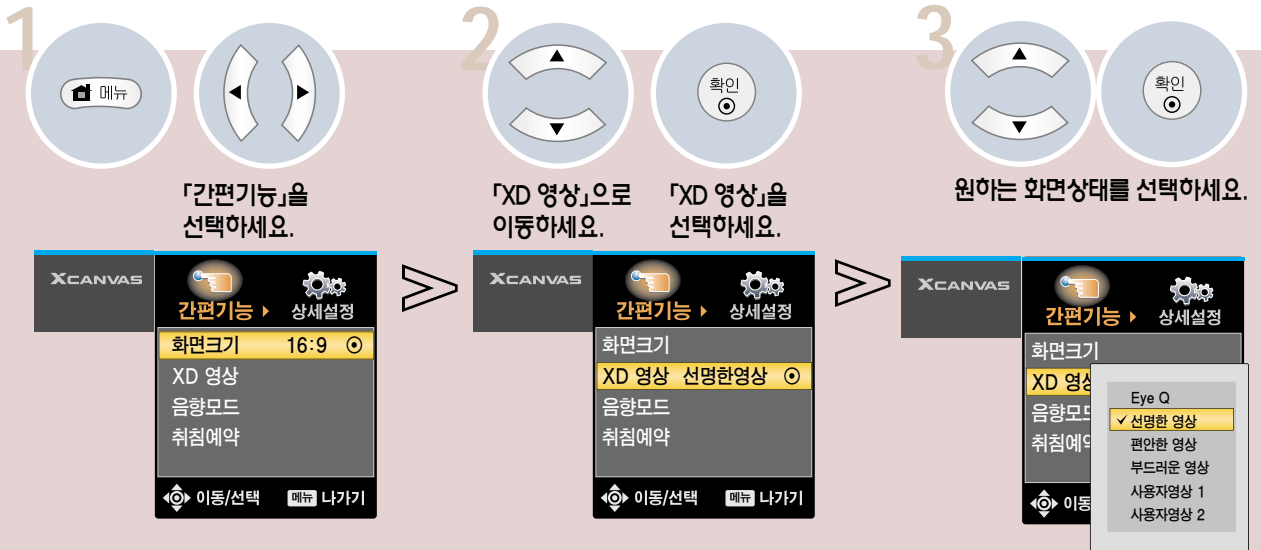 1
메뉴
「간편기능」을
선택하세요.
XCANVAS
간편기능
상세설정
화면크기 16:9
XD 영상
음향모드
취침예약
이동/선택 메뉴 나가기
2
확인
「XD 영상」으로
이동하세요.
「XD 영상」을
선택하세요.
XCANVAS
간편기능
상세설정
화면크기
XD 영상 선명한영상
음향모드
취침예약
이동/선택 메뉴 나가기
3
확인
원하는 화면상태를 선택하세요.
XCANVAS
간편기능
상세설정
화면크기
XD 영상
음향모드
취침예약
이동
Eye Q
선명한 영상
편안한 영상
부드러운 영상
사용자영상 1
사용자영상 2